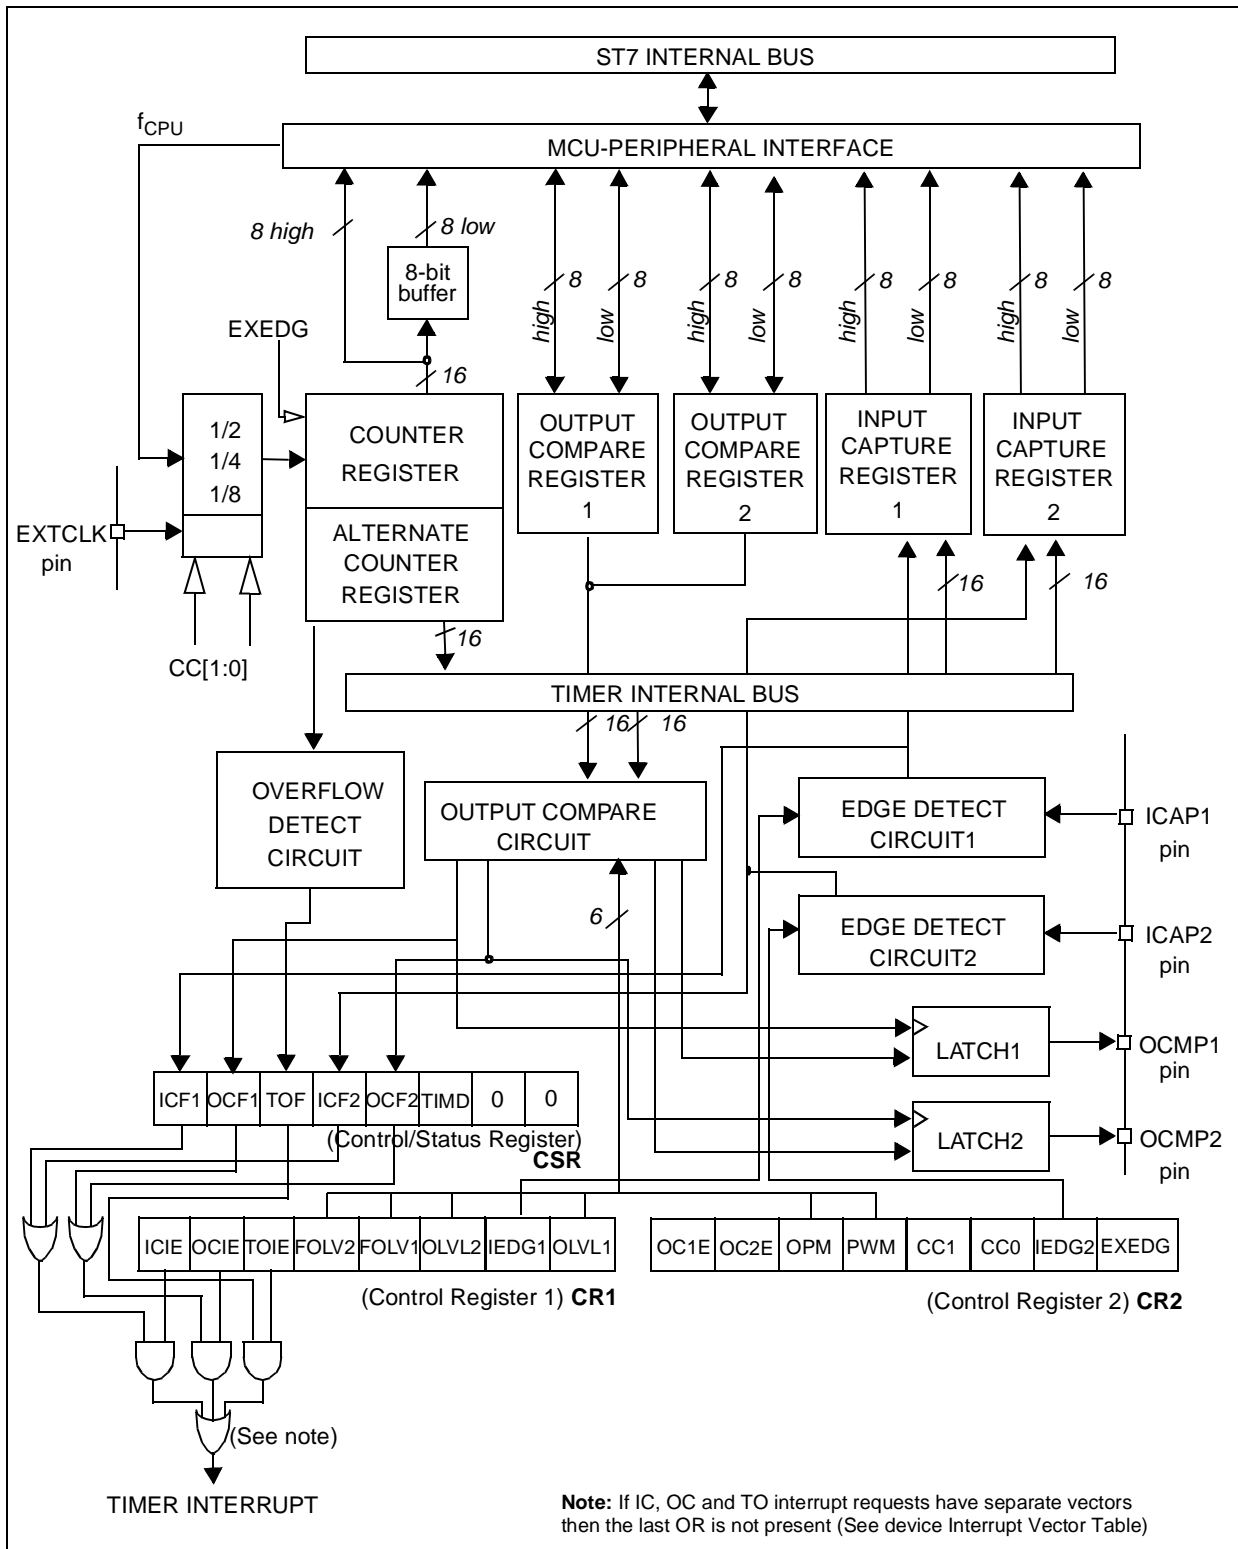 ST7 INTERNAL BUS
fCPU
MCU-PERIPHERAL INTERFACE
8 high
8 low
8-bit
buffer
8
8
8
8
8
8
8
8
high
low
high
low
high
low
high
low
EXEDG
16
1/2
1/4
1/8
COUNTER
REGISTER
OUTPUT
COMPARE
REGISTER
1
OUTPUT
COMPARE
REGISTER
2
INPUT
CAPTURE
REGISTER
1
INPUT
CAPTURE
REGISTER
2
EXTCLK
pin
ALTERNATE
COUNTER
REGISTER
16
16
16
CC[1:0]
TIMER INTERNAL BUS
16
16
OVERFLOW
DETECT
CIRCUIT
OUTPUT COMPARE
CIRCUIT
EDGE DETECT
CIRCUIT1
ICAP1
pin
6
EDGE DETECT
CIRCUIT2
ICAP2
pin
LATCH1
OCMP1
pin
ICF1 OCF1 TOF ICF2 OCF2 TIMD 0 0
(Control/Status Register)
CSR
LATCH2
OCMP2
pin
ICIE OCIE TOIE FOLV2 FOLV1 OLVL2 IEDG1 OLVL1
(Control Register 1) CR1
OC1E OC2E OPM PWM CC1 CC0 IEDG2 EXEDG
(Control Register 2) CR2
(See note)
TIMER INTERRUPT
Note: If IC, OC and TO interrupt requests have separate vectors
then the last OR is not present (See device Interrupt Vector Table)